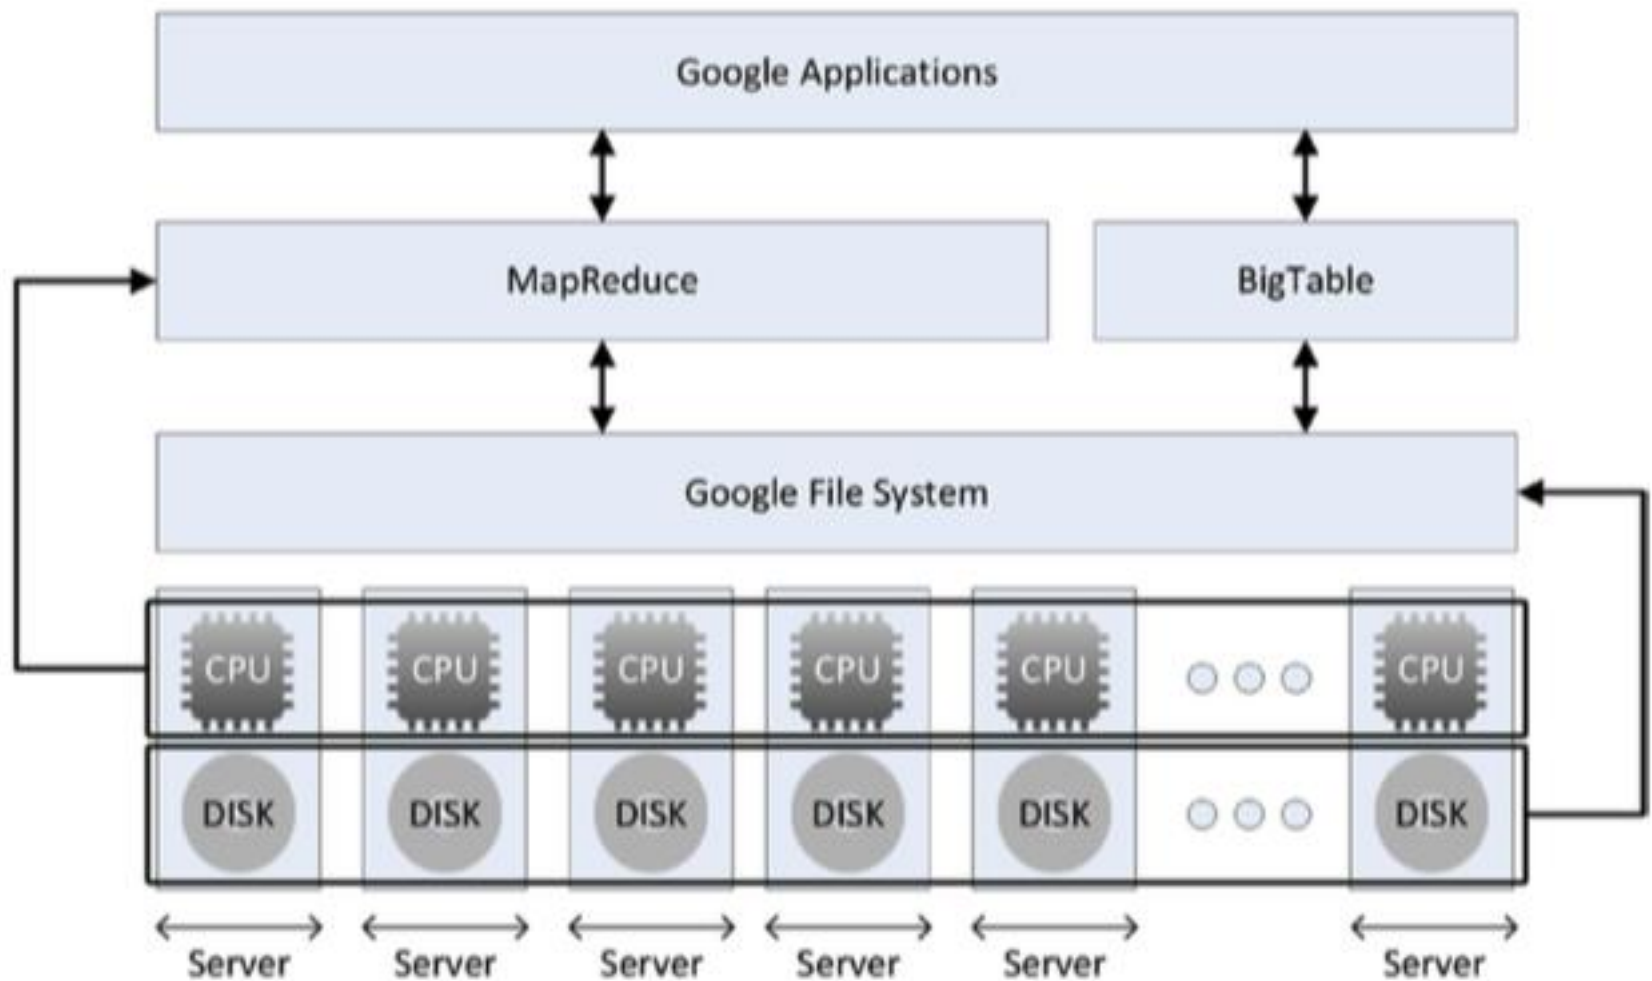 Google Applications
MapReduce
BigTable
Google File System
CPU CPU CPU CPU CPU CPU
DISK DISK DISK DISK DISK DISK
Server Server Server Server Server Server